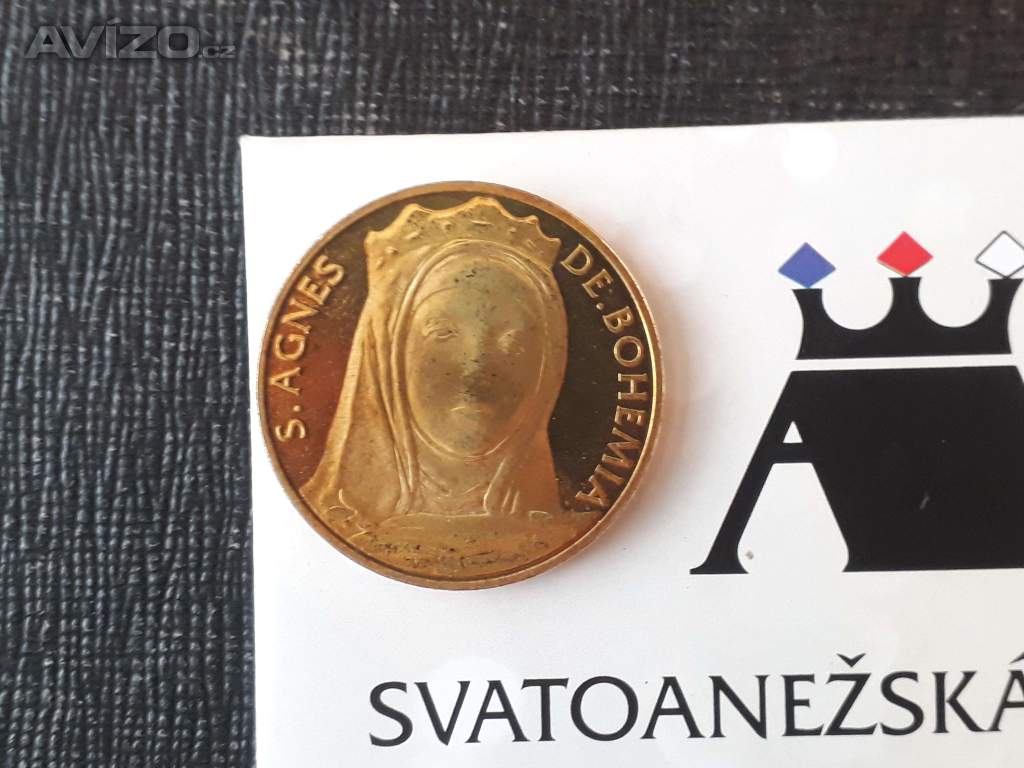 AVÍZO.cz
S. AGNES
DE. BOHEMIA
A
SVATOANEŽSKÁ